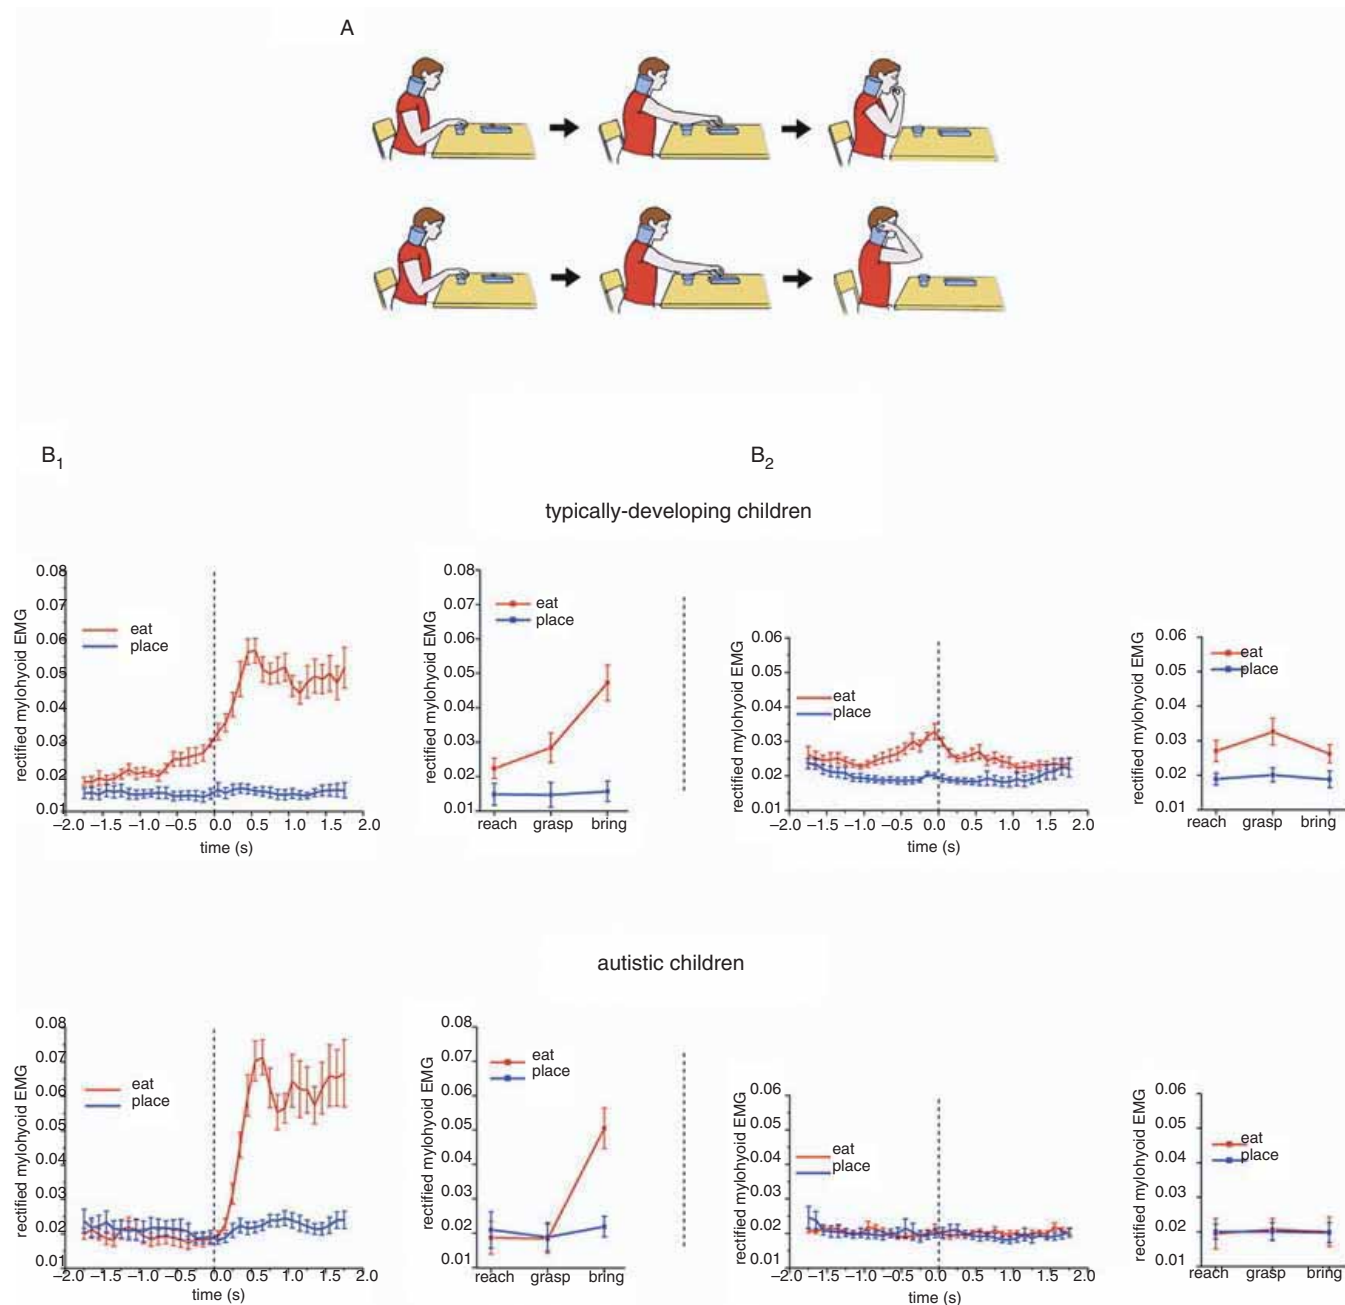 A
B1
B2
typically-developing children
rectified mylohyoid EMG
0.08
0.07
0.06
0.05
0.04
0.03
0.02
0.01
eat
place
–2.0 –1.5 –1.0 –0.5 0.0 0.5 1.0 1.5 2.0
time (s)
rectified mylohyoid EMG
0.08
0.07
0.06
0.05
0.04
0.03
0.02
0.01
eat
place
reach grasp bring
rectified mylohyoid EMG
0.06
0.05
0.04
0.03
0.02
0.01
eat
place
–2.0 –1.5 –1.0 –0.5 0.0 0.5 1.0 1.5 2.0
time (s)
rectified mylohyoid EMG
0.06
0.05
0.04
0.03
0.02
0.01
eat
place
reach grasp bring
autistic children
rectified mylohyoid EMG
0.08
0.07
0.06
0.05
0.04
0.03
0.02
0.01
eat
place
–2.0 –1.5 –1.0 –0.5 0.0 0.5 1.0 1.5 2.0
time (s)
rectified mylohyoid EMG
0.08
0.07
0.06
0.05
0.04
0.03
0.02
0.01
eat
place
reach grasp bring
rectified mylohyoid EMG
0.06
0.05
0.04
0.03
0.02
0.01
eat
place
–2.0 –1.5 –1.0 –0.5 0.0 0.5 1.0 1.5 2.0
time (s)
rectified mylohyoid EMG
0.06
0.05
0.04
0.03
0.02
0.01
eat
place
reach grasp bring